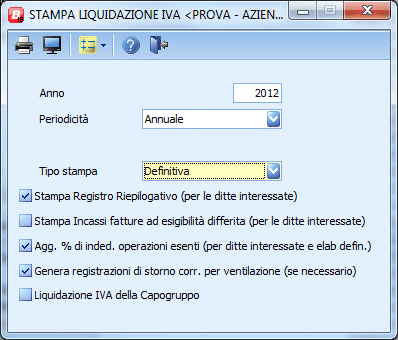 STAMPA LIQUIDAZIONE IVA <PROVA - AZIEN...
Anno 2012
Periodicità Annuale
Tipo stampa Definitiva
Stampa Registro Riepilogativo (per le ditte interessate)
Stampa Incassi fatture ad esigibilità differita (per le ditte interessate)
Agg. % di inded. operazioni esenti (per ditte interessate e elab defin.)
Genera registrazioni di storno corr. per ventilazione (se necessario)
Liquidazione IVA della Capogruppo